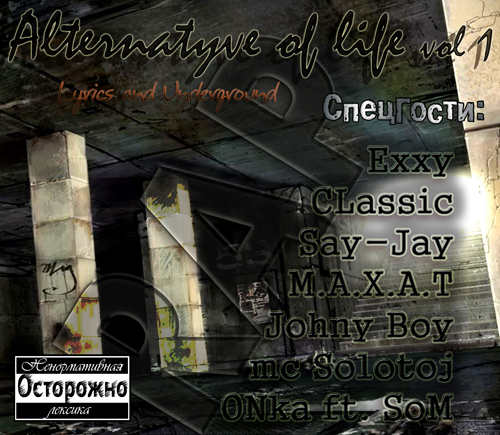 Alternatyve of life vol 1
Lyrics and Underground
Спецгости:
Exxy
CLassic
Say-Jay
M.A.X.A.T
Johny Boy
mc Solotoj
ONka ft. SoM
Ненормативная
Осторожно
лексика